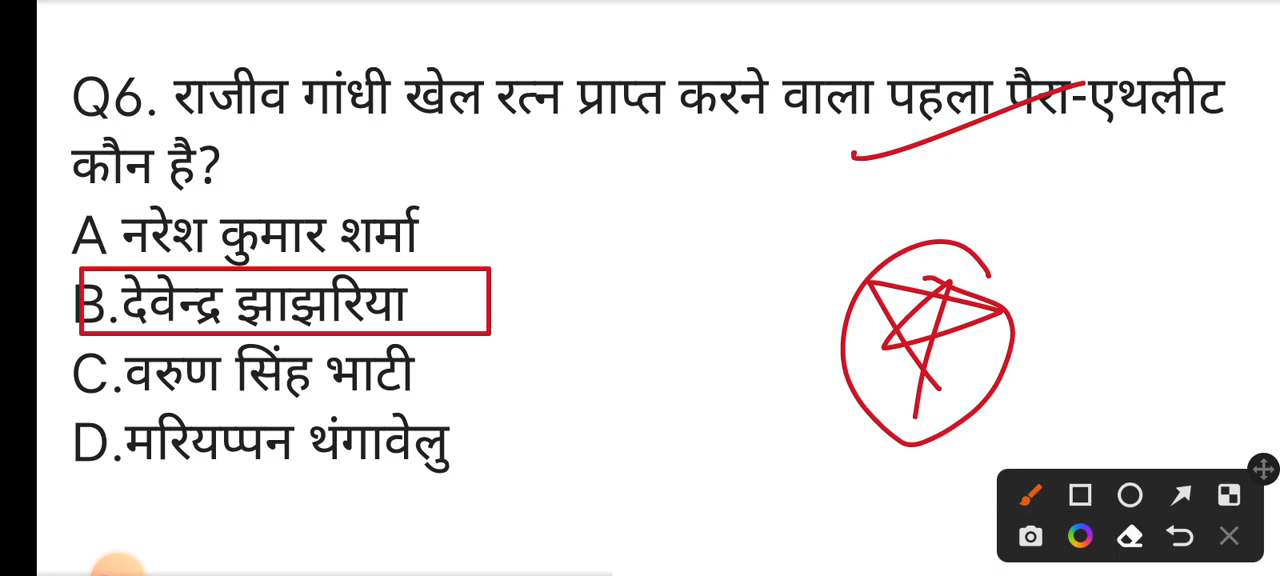 Q6. राजीव गांधी खेल रत्न प्राप्त करने वाला पहला पैरा-एथलीट
कौन है?
A नरेश कुमार शर्मा
B.देवेन्द्र झाझरिया
C.वरुण सिंह भाटी
D.मरियप्पन थंगावेलु